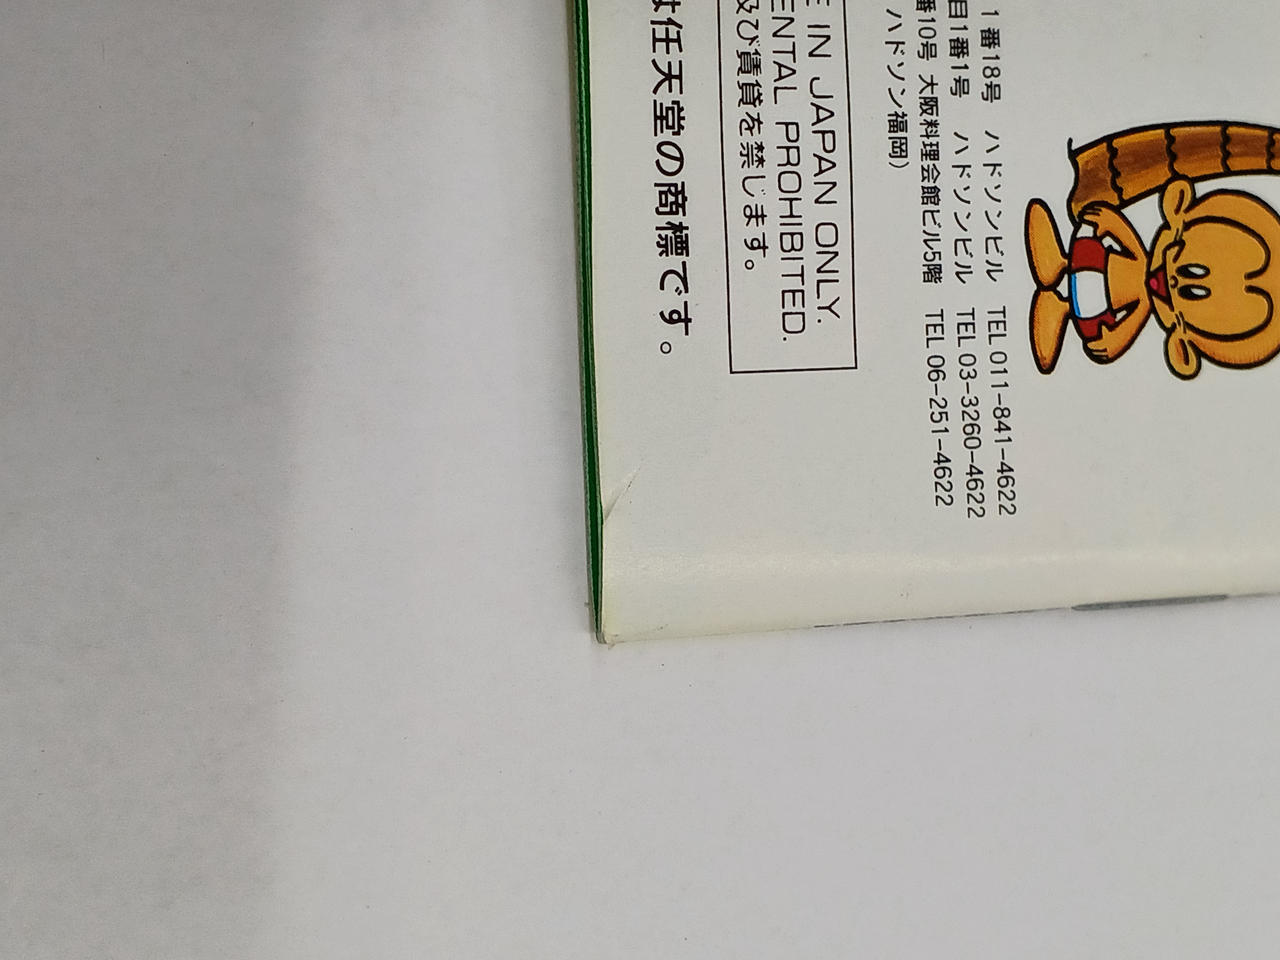 1番18号 ハドソンビル TEL 011-841-4622
目1番1号 ハドソンビル TEL 03-3260-4622
番10号 大阪料理会館ビル5階 TEL 06-251-4622
ハドソン福岡)
E IN JAPAN ONLY.
ENTAL PROHIBITED.
及び賃貸を禁じます。
は任天堂の商標です。